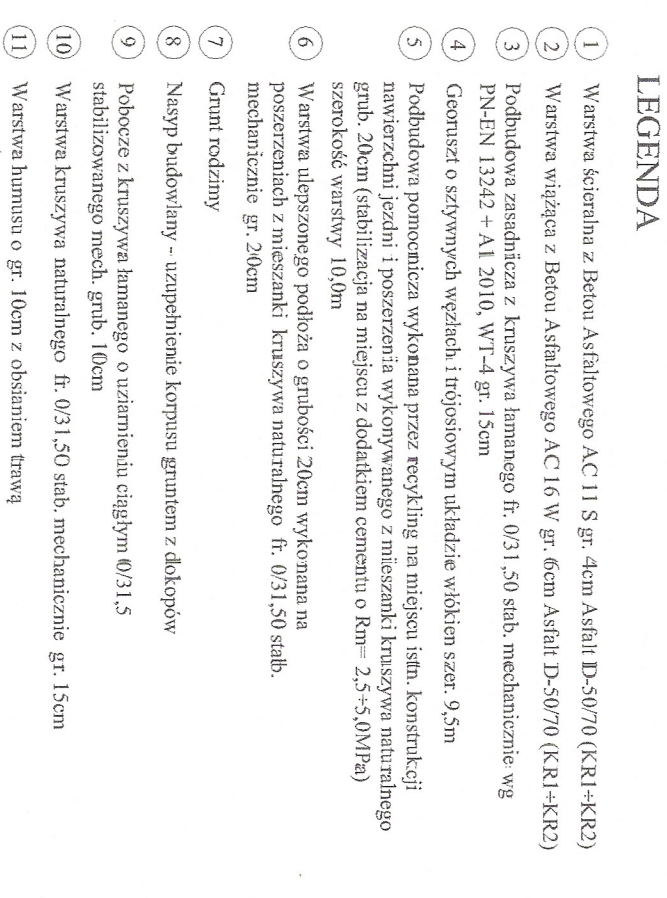 LEGENDA
1 Warstwa ścieralna z Betou Asfaltowego AC 11 S gr. 4cm Asfalt D-50/70 (KR1÷KR2)
2 Warstwa wiążąca z Betou Asfaltowego AC 16 W gr. 6cm Asfalt D-50/70 (KR1÷KR2)
3 Podbudowa zasadnicza z kruszywa łamanego fr. 0/31,50 stab. mechanicznie wg
PN-EN 13242 + A1 2010, WT-4 gr. 15cm
4 Georuszt o sztywnych węzłach i trójosiowym układzie włókien szer. 9,5m
5 Podbudowa pomocnicza wykonana przez recykling na miejscu istn. konstrukcji
nawierzchni jezdni i poszerzenia wykonywanego z mieszanki kruszywa naturalnego
grub. 20cm (stabilizacja na miejscu z dodatkiem cementu o Rm= 2,5÷5,0MPa)
szerokość warstwy 10,0m
6 Warstwa ulepszonego podłoża o grubości 20cm wykonana na
poszerzeniach z mieszanki kruszywa naturalnego fr. 0/31,50 stab.
mechanicznie gr. 20cm
7 Grunt rodzimy
8 Nasyp budowlany - uzupełnienie korpusu gruntem z dokopów
9 Pobocze z kruszywa łamanego o uziarnieniu ciągłym 0/31,5
stabilizowanego mech. grub. 10cm
10 Warstwa kruszywa naturalnego fr. 0/31,50 stab. mechanicznie gr. 15cm
11 Warstwa humusu o gr. 10cm z obsianiem trawą